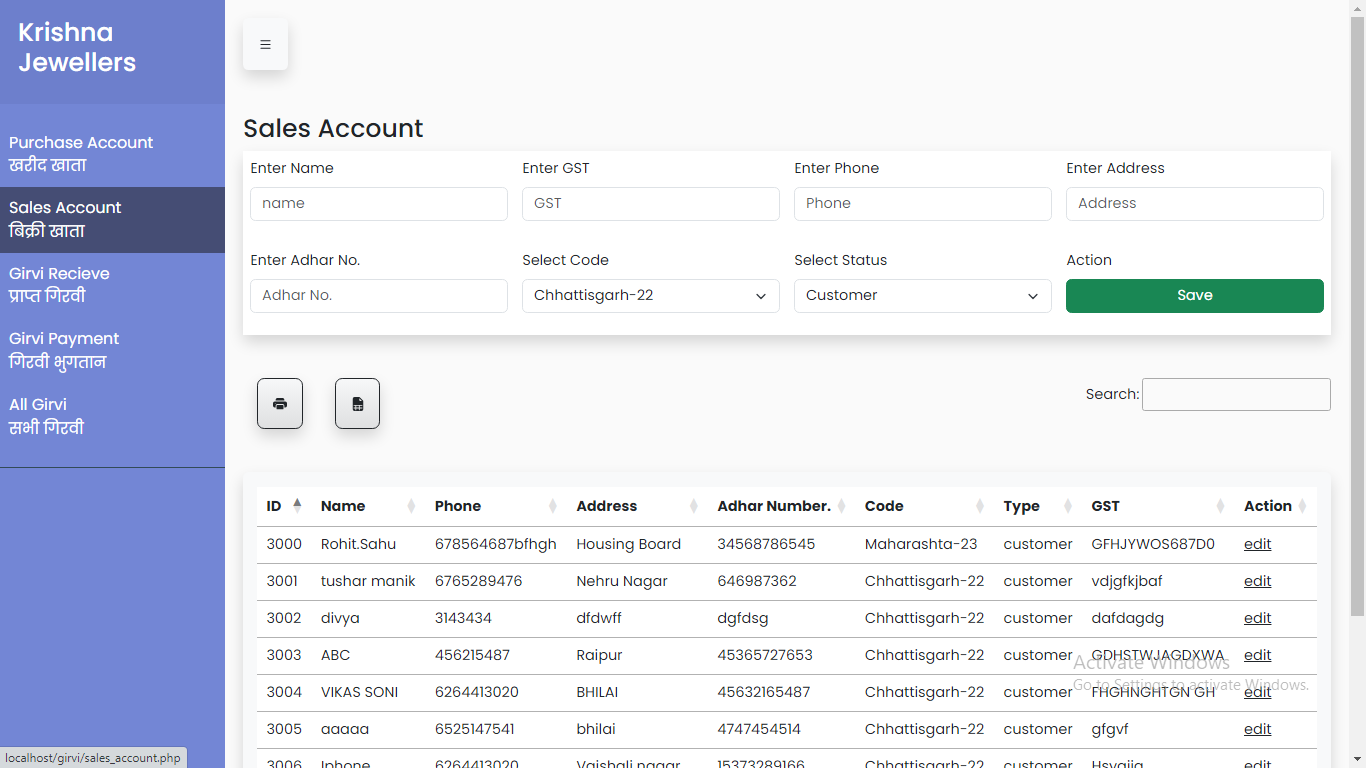 Krishna
Jewellers
Purchase Account
खरीद खाता
Sales Account
बिक्री खाता
Girvi Recieve
प्राप्त गिरवी
Girvi Payment
गिरवी भुगतान
All Girvi
सभी गिरवी
Sales Account
Enter Name Enter GST Enter Phone Enter Address
name GST Phone Address
Enter Adhar No. Select Code Select Status Action
Adhar No. Chhattisgarh-22 Customer Save
Search:
ID Name Phone Address Adhar Number. Code Type GST Action
3000 Rohit.Sahu 678564687bfhgh Housing Board 34568786545 Maharashta-23 customer GFHJYWOS687D0 edit
3001 tushar manik 6765289476 Nehru Nagar 646987362 Chhattisgarh-22 customer vdjgfkjbaf edit
3002 divya 3143434 dfdwff dgfdsg Chhattisgarh-22 customer dafdagdg edit
3003 ABC 456215487 Raipur 45365727653 Chhattisgarh-22 customer GDHSTWJAGDXWA edit
3004 VIKAS SONI 6264413020 BHILAI 45632165487 Chhattisgarh-22 customer FHGHNGHTGN GH edit
3005 aaaaa 6525147541 bhilai 4747454514 Chhattisgarh-22 customer gfgvf edit
3006 Iphone 6264413020 Vaishali nagar 15373289166 Chhattisgarh-22 customer edit
Activate Windows
Go to Settings to activate Windows.
localhost/girvi/sales_account.php